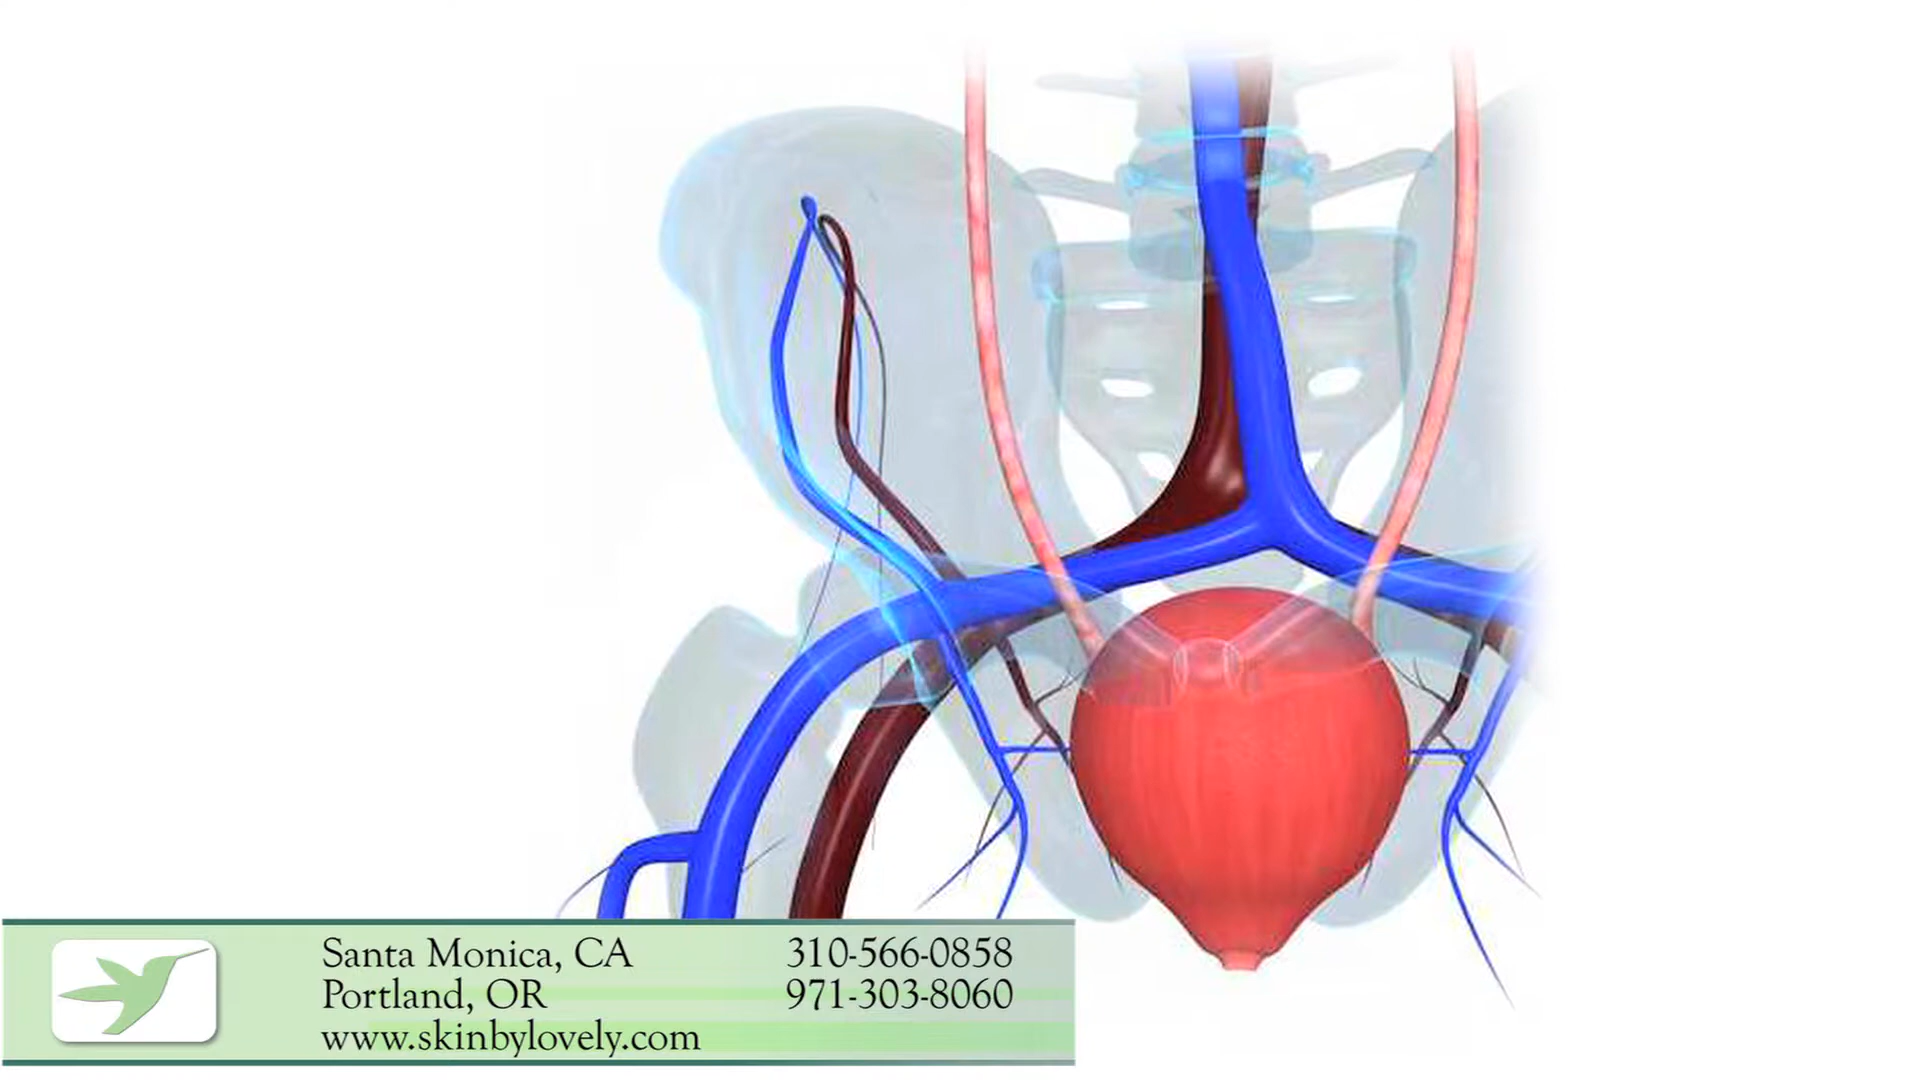 Santa Monica, CA 310-566-0858
Portland, OR 971-303-8060
www.skinbylovely.com